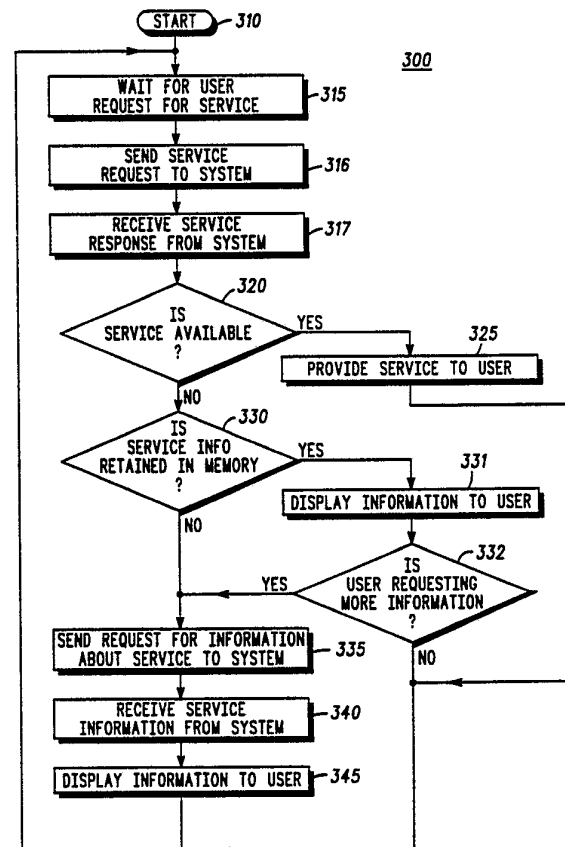 START
310
300
WAIT FOR USER
REQUEST FOR SERVICE
315
SEND SERVICE
REQUEST TO SYSTEM
316
RECEIVE SERVICE
RESPONSE FROM SYSTEM
317
320
IS
SERVICE AVAILABLE
?
YES
325
PROVIDE SERVICE TO USER
NO
330
IS
SERVICE INFO
RETAINED IN MEMORY
?
YES
331
DISPLAY INFORMATION TO USER
NO
332
IS
USER REQUESTING
MORE INFORMATION
?
YES
NO
SEND REQUEST FOR INFORMATION
ABOUT SERVICE TO SYSTEM
335
RECEIVE SERVICE
INFORMATION FROM SYSTEM
340
DISPLAY INFORMATION TO USER
345